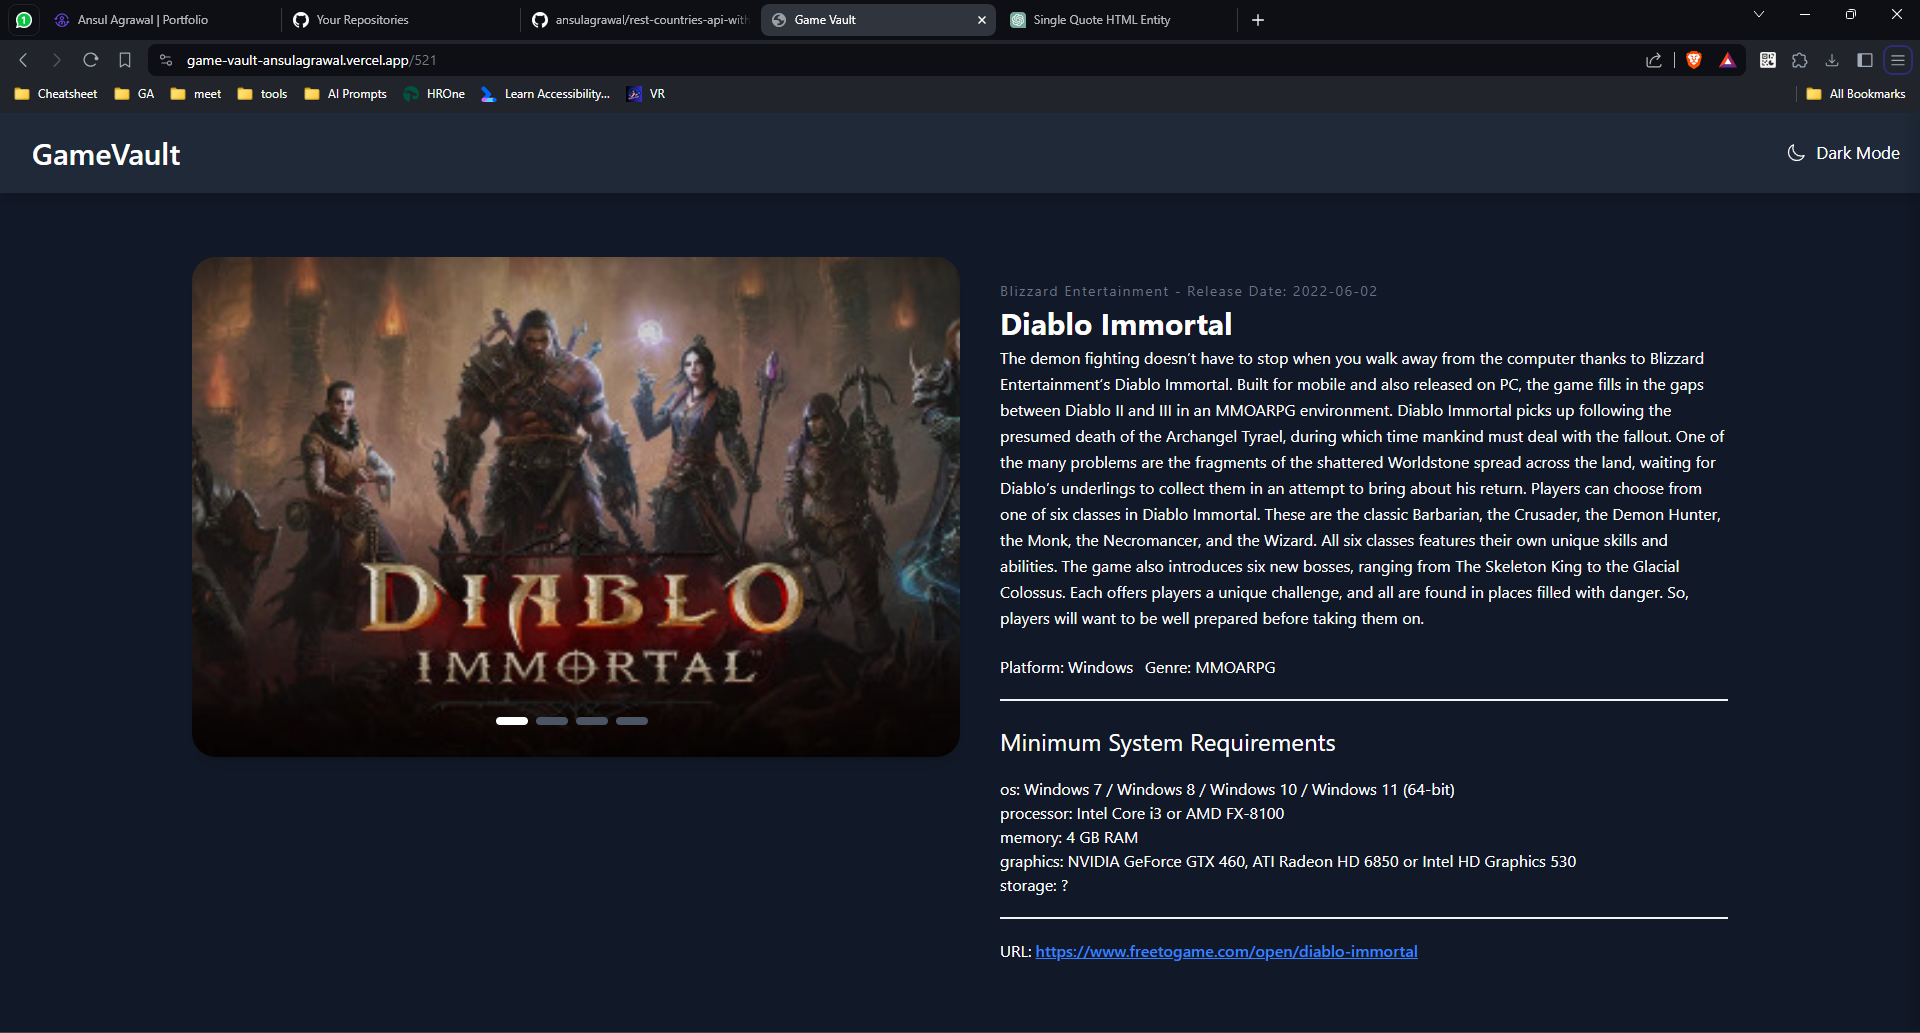 1
Ansul Agrawal | Portfolio
Your Repositories
ansulagrawal/rest-countries-api-with
Game Vault
Single Quote HTML Entity
game-vault-ansulagrawal.vercel.app/521
Cheatsheet
GA
meet
tools
AI Prompts
HROne
Learn Accessibility...
VR
All Bookmarks
GameVault
Dark Mode
DIABLO
IMMORTAL
Blizzard Entertainment - Release Date: 2022-06-02
Diablo Immortal
The demon fighting doesn’t have to stop when you walk away from the computer thanks to Blizzard
Entertainment’s Diablo Immortal. Built for mobile and also released on PC, the game fills in the gaps
between Diablo II and III in an MMOARPG environment. Diablo Immortal picks up following the
presumed death of the Archangel Tyrael, during which time mankind must deal with the fallout. One of
the many problems are the fragments of the shattered Worldstone spread across the land, waiting for
Diablo’s underlings to collect them in an attempt to bring about his return. Players can choose from
one of six classes in Diablo Immortal. These are the classic Barbarian, the Crusader, the Demon Hunter,
the Monk, the Necromancer, and the Wizard. All six classes features their own unique skills and
abilities. The game also introduces six new bosses, ranging from The Skeleton King to the Glacial
Colossus. Each offers players a unique challenge, and all are found in places filled with danger. So,
players will want to be well prepared before taking them on.
Platform: Windows Genre: MMOARPG
Minimum System Requirements
os: Windows 7 / Windows 8 / Windows 10 / Windows 11 (64-bit)
processor: Intel Core i3 or AMD FX-8100
memory: 4 GB RAM
graphics: NVIDIA GeForce GTX 460, ATI Radeon HD 6850 or Intel HD Graphics 530
storage: ?
URL: https://www.freetogame.com/open/diablo-immortal